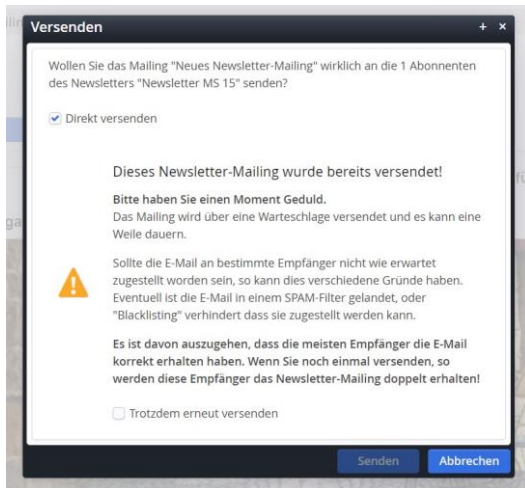 Versenden
Wollen Sie das Mailing "Neues Newsletter-Mailing" wirklich an die 1 Abonnenten
des Newsletters "Newsletter MS 15" senden?
Direkt versenden
Dieses Newsletter-Mailing wurde bereits versendet!
Bitte haben Sie einen Moment Geduld.
Das Mailing wird über eine Warteschlage versendet und es kann eine
Weile dauern.
Sollte die E-Mail an bestimmte Empfänger nicht wie erwartet
zugestellt worden sein, so kann dies verschiedene Gründe haben.
Eventuell ist die E-Mail in einem SPAM-Filter gelandet, oder
"Blacklisting" verhindert dass sie zugestellt werden kann.
Es ist davon auszugehen, dass die meisten Empfänger die E-Mail
korrekt erhalten haben. Wenn Sie noch einmal versenden, so
werden diese Empfänger das Newsletter-Mailing doppelt erhalten!
Trotzdem erneut versenden
Senden
Abbrechen